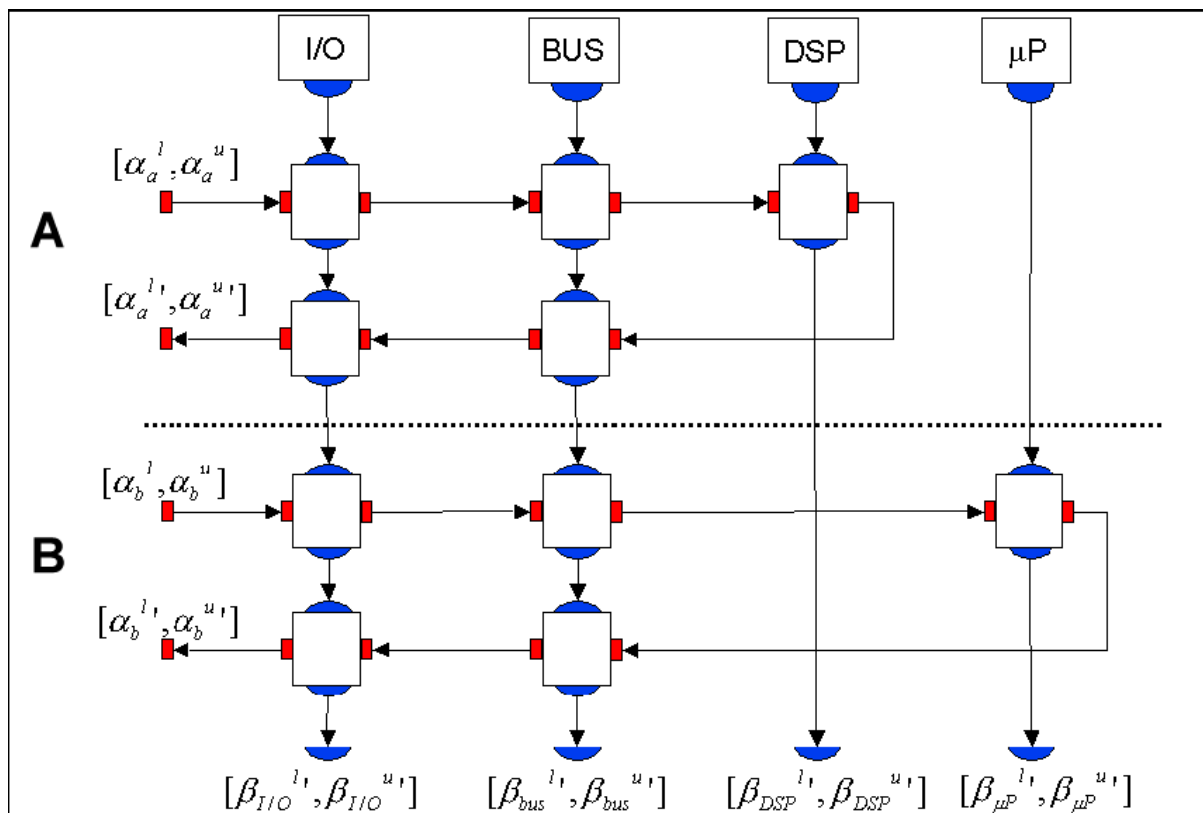 I/O BUS DSP μP
[α_a^l, α_a^u]
A
[α_a^l', α_a^u']
[α_b^l, α_b^u]
B
[α_b^l', α_b^u']
[β_I/O^l', β_I/O^u'] [β_bus^l', β_bus^u'] [β_DSP^l', β_DSP^u'] [β_μP^l', β_μP^u']